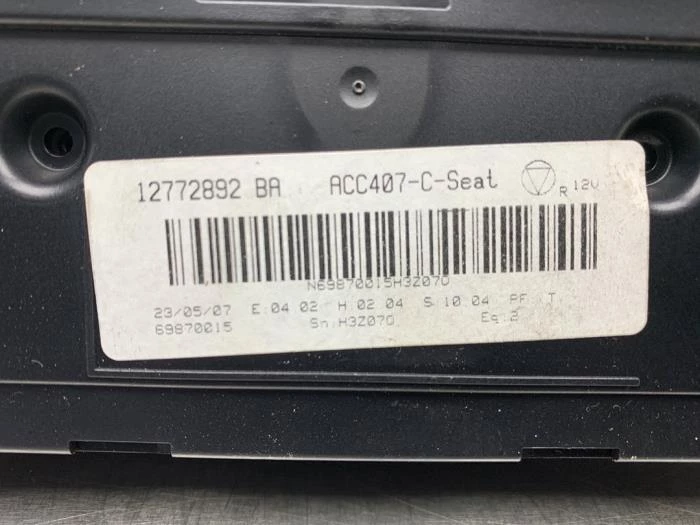 12772892 BA ACC407-C-Seat R 12V
N69870015H3Z070
23/05/07 E:04 02 H:02 04 S:10 04 PF: T:
69870015 Sn:H3Z070 Eq:2